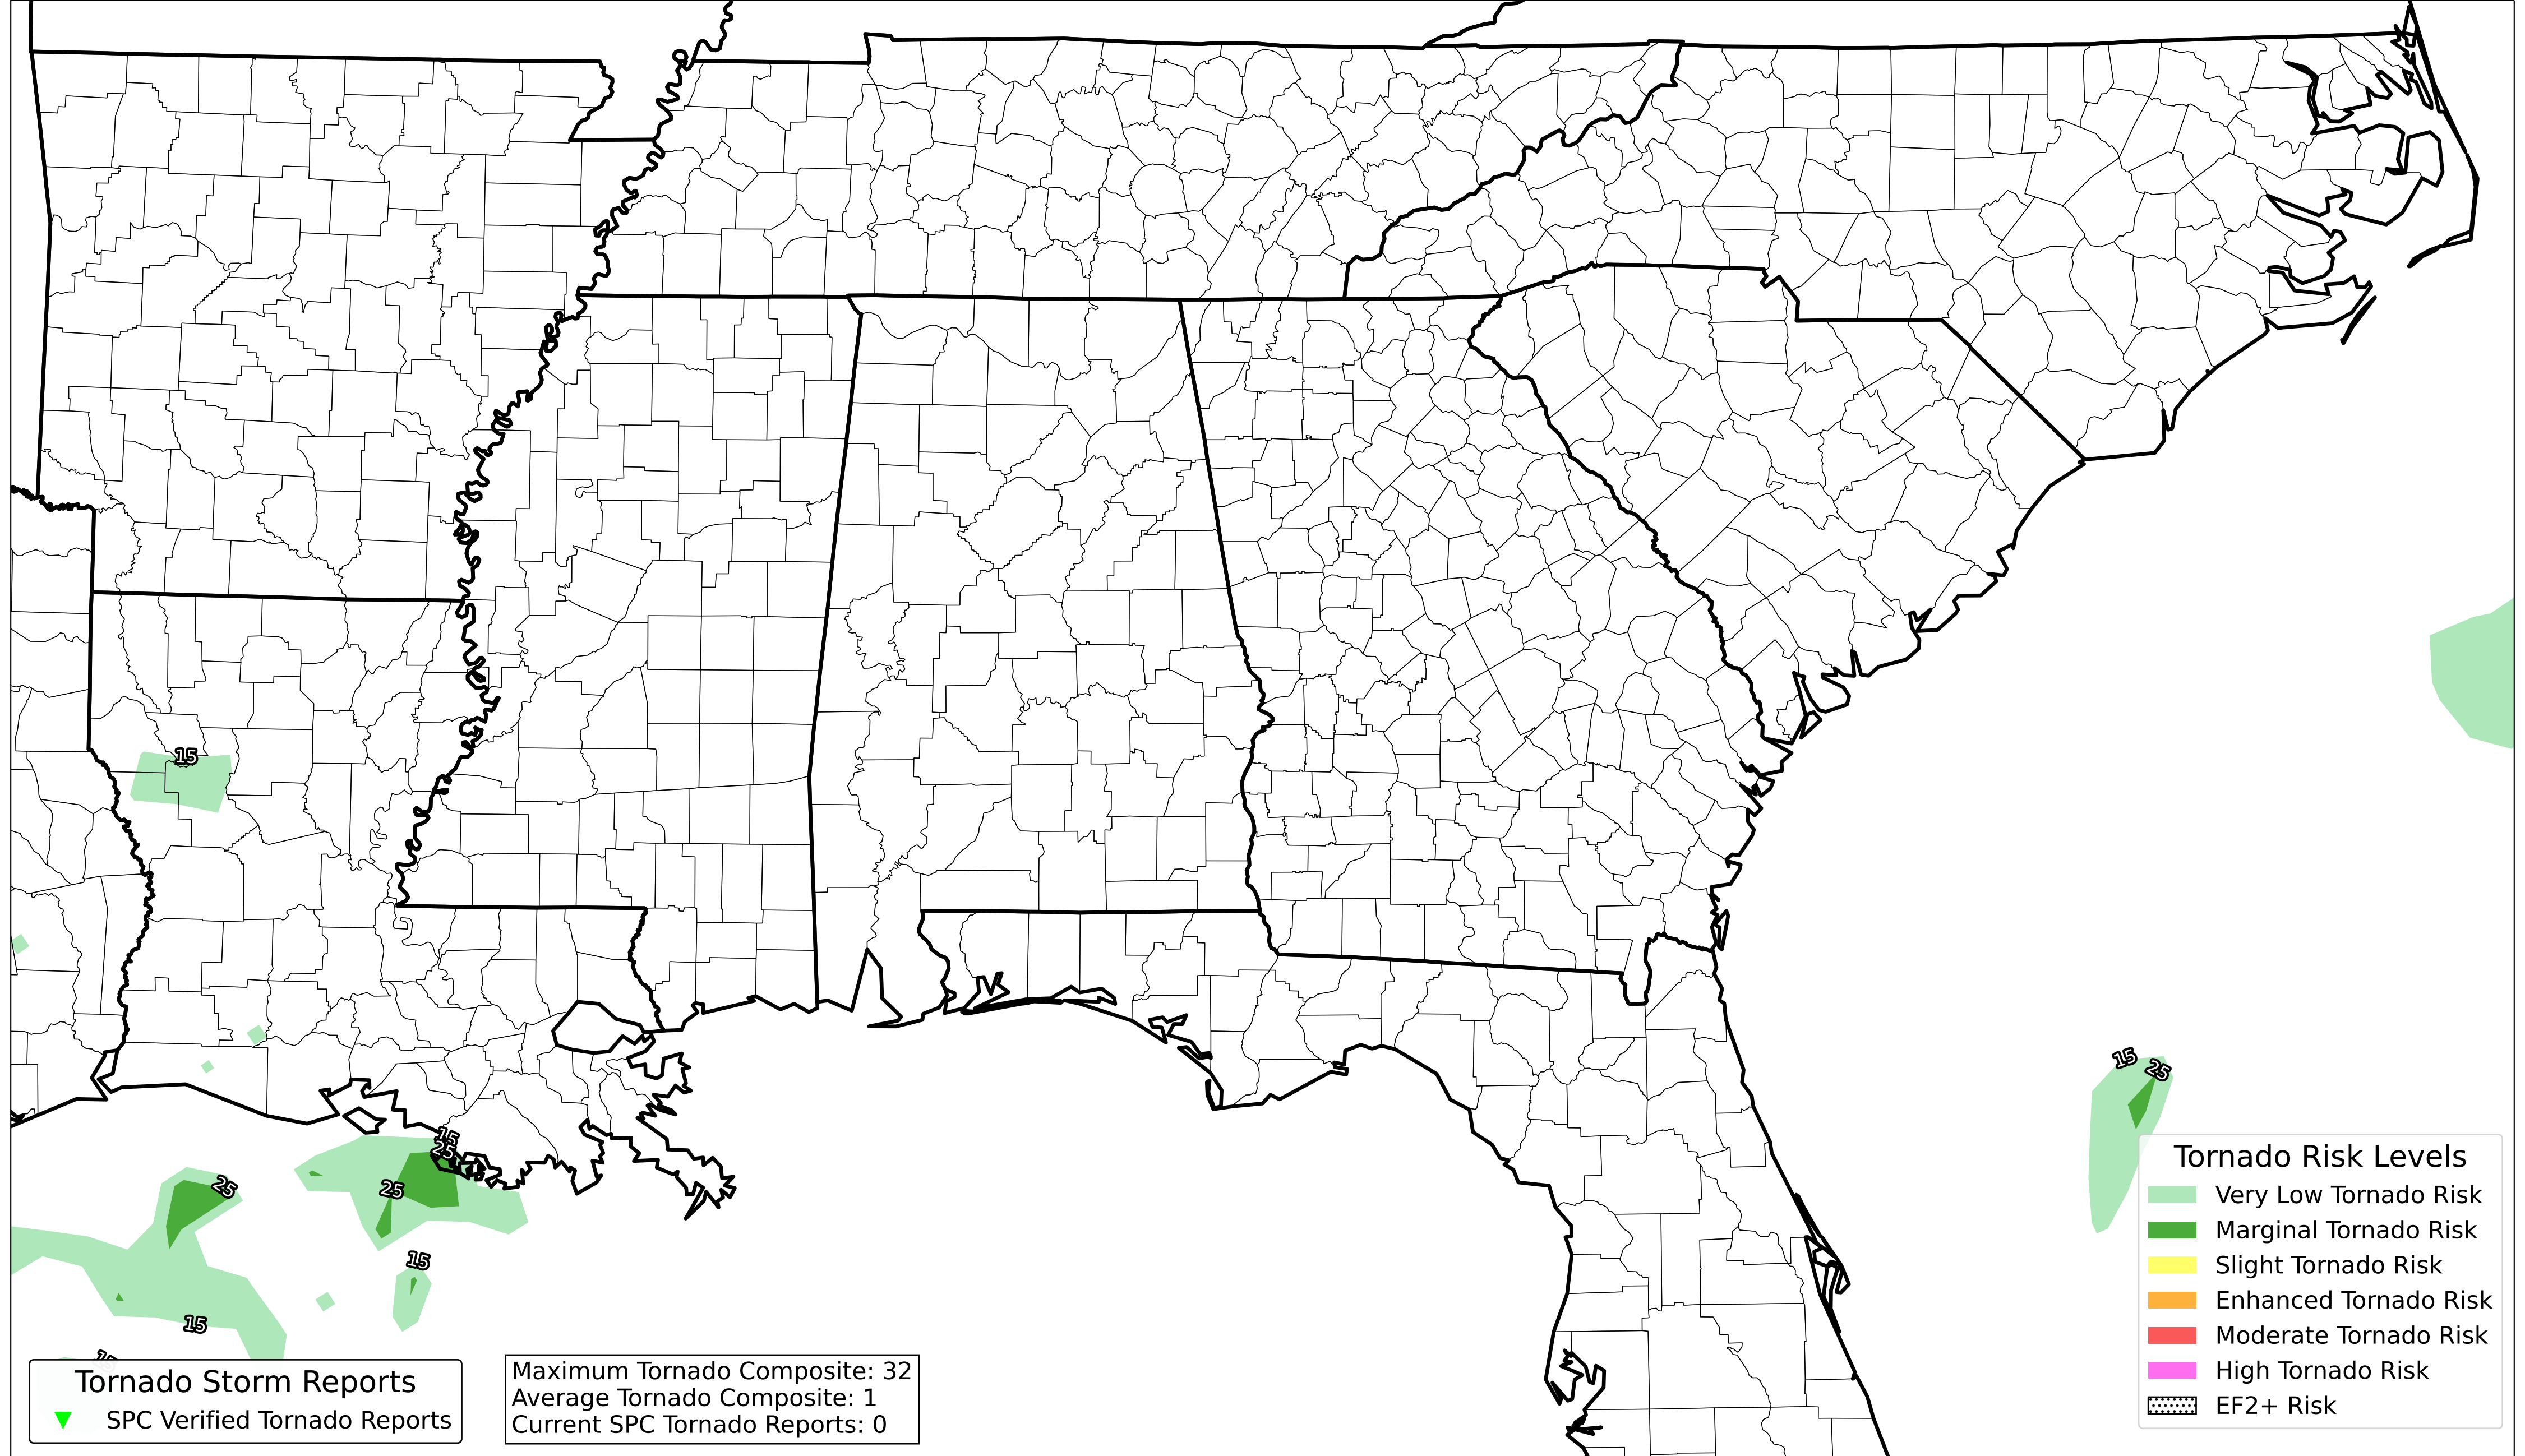 15
15
25
15
25
25
25
15
15
Tornado Storm Reports
SPC Verified Tornado Reports
Maximum Tornado Composite: 32
Average Tornado Composite: 1
Current SPC Tornado Reports: 0
Tornado Risk Levels
Very Low Tornado Risk
Marginal Tornado Risk
Slight Tornado Risk
Enhanced Tornado Risk
Moderate Tornado Risk
High Tornado Risk
EF2+ Risk